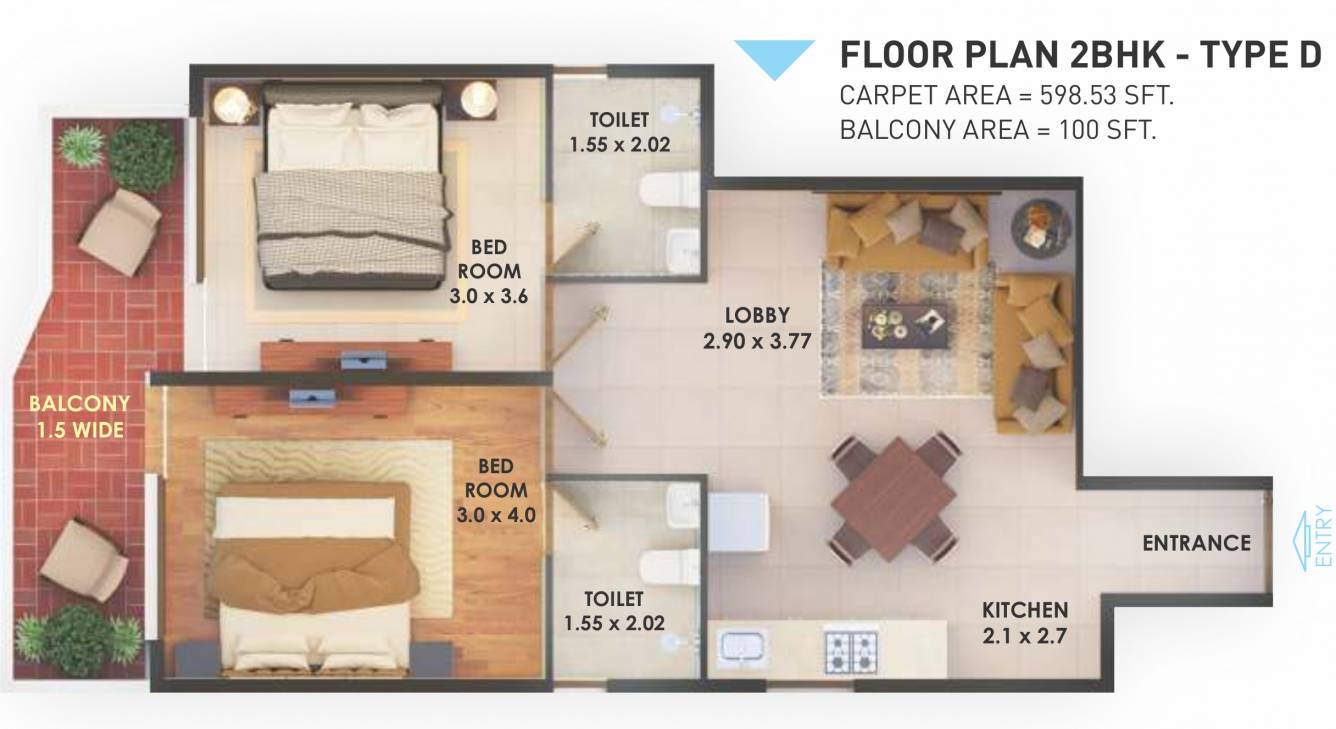 FLOOR PLAN 2BHK - TYPE D
CARPET AREA = 598.53 SFT.
BALCONY AREA = 100 SFT.
TOILET
1.55 x 2.02
BED
ROOM
3.0 x 3.6
LOBBY
2.90 x 3.77
BALCONY
1.5 WIDE
BED
ROOM
3.0 x 4.0
ENTRANCE
ENTRY
TOILET
1.55 x 2.02
KITCHEN
2.1 x 2.7